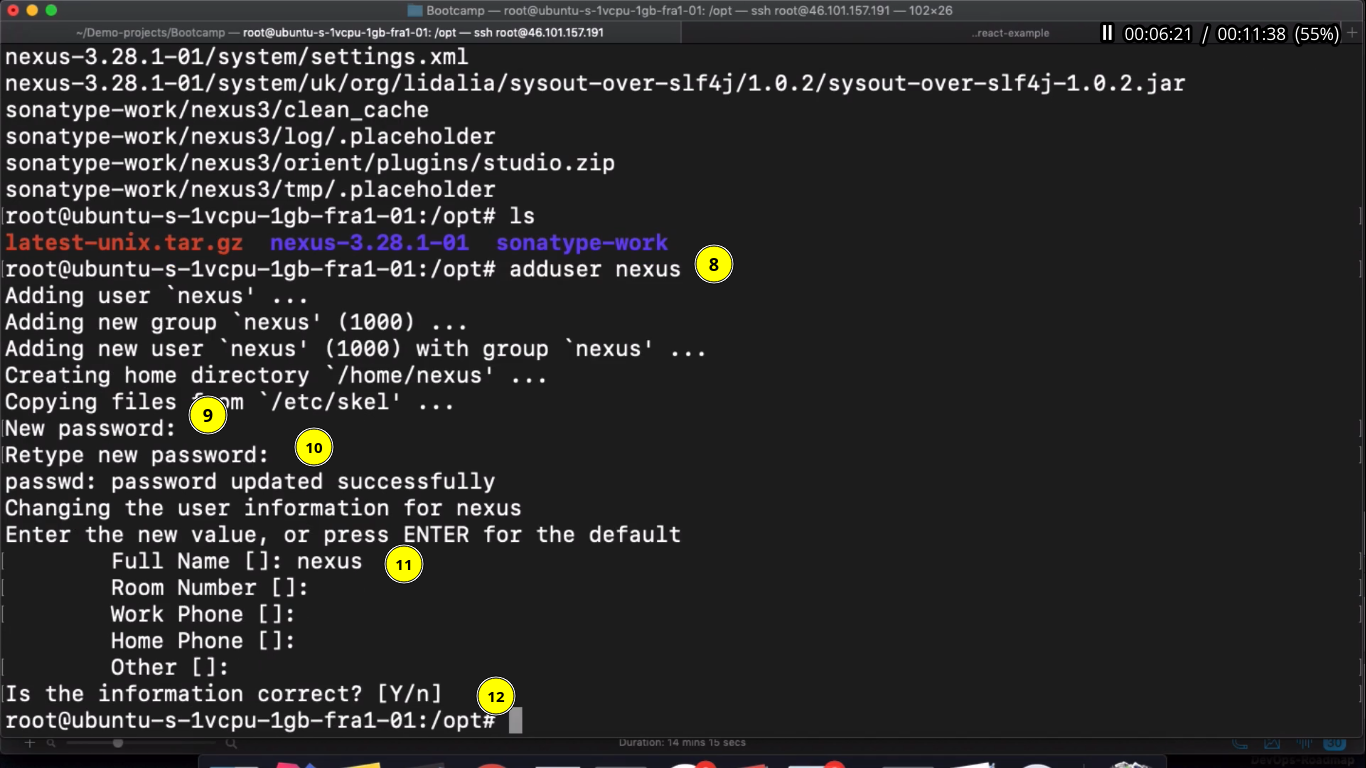 Bootcamp — root@ubuntu-s-1vcpu-1gb-fra1-01: /opt — ssh root@46.101.157.191 — 102×26
~/Demo-projects/Bootcamp — root@ubuntu-s-1vcpu-1gb-fra1-01: /opt — ssh root@46.101.157.191
..react-example
00:06:21 / 00:11:38 (55%)
nexus-3.28.1-01/system/settings.xml
nexus-3.28.1-01/system/uk/org/lidalia/sysout-over-slf4j/1.0.2/sysout-over-slf4j-1.0.2.jar
sonatype-work/nexus3/clean_cache
sonatype-work/nexus3/log/.placeholder
sonatype-work/nexus3/orient/plugins/studio.zip
sonatype-work/nexus3/tmp/.placeholder
root@ubuntu-s-1vcpu-1gb-fra1-01:/opt# ls
latest-unix.tar.gz  nexus-3.28.1-01  sonatype-work
root@ubuntu-s-1vcpu-1gb-fra1-01:/opt# adduser nexus 8
Adding user `nexus' ...
Adding new group `nexus' (1000) ...
Adding new user `nexus' (1000) with group `nexus' ...
Creating home directory `/home/nexus' ...
Copying files from `/etc/skel' ...
New password: 9
Retype new password: 10
passwd: password updated successfully
Changing the user information for nexus
Enter the new value, or press ENTER for the default
Full Name []: nexus 11
Room Number []:
Work Phone []:
Home Phone []:
Other []:
Is the information correct? [Y/n] 12
root@ubuntu-s-1vcpu-1gb-fra1-01:/opt#
Duration: 14 mins 15 secs
30
DevOps-Roadmap